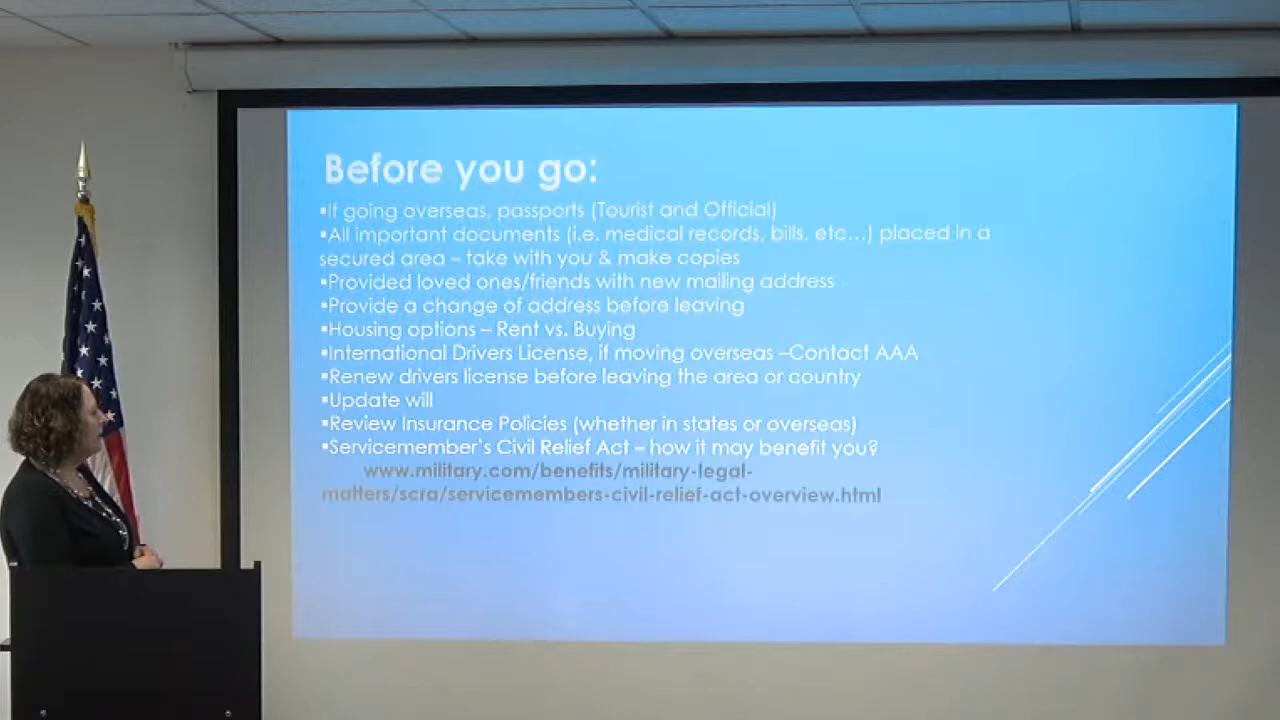 Before you go:
▪If going overseas, passports (Tourist and Official)
▪All important documents (i.e. medical records, bills, etc...) placed in a
secured area – take with you & make copies
▪Provided loved ones/friends with new mailing address
▪Provide a change of address before leaving
▪Housing options – Rent vs. Buying
▪International Drivers License, if moving overseas –Contact AAA
▪Renew drivers license before leaving the area or country
▪Update will
▪Review Insurance Policies (whether in states or overseas)
▪Servicemember's Civil Relief Act – how it may benefit you?
www.military.com/benefits/military-legal-
matters/scra/servicemembers-civil-relief-act-overview.html